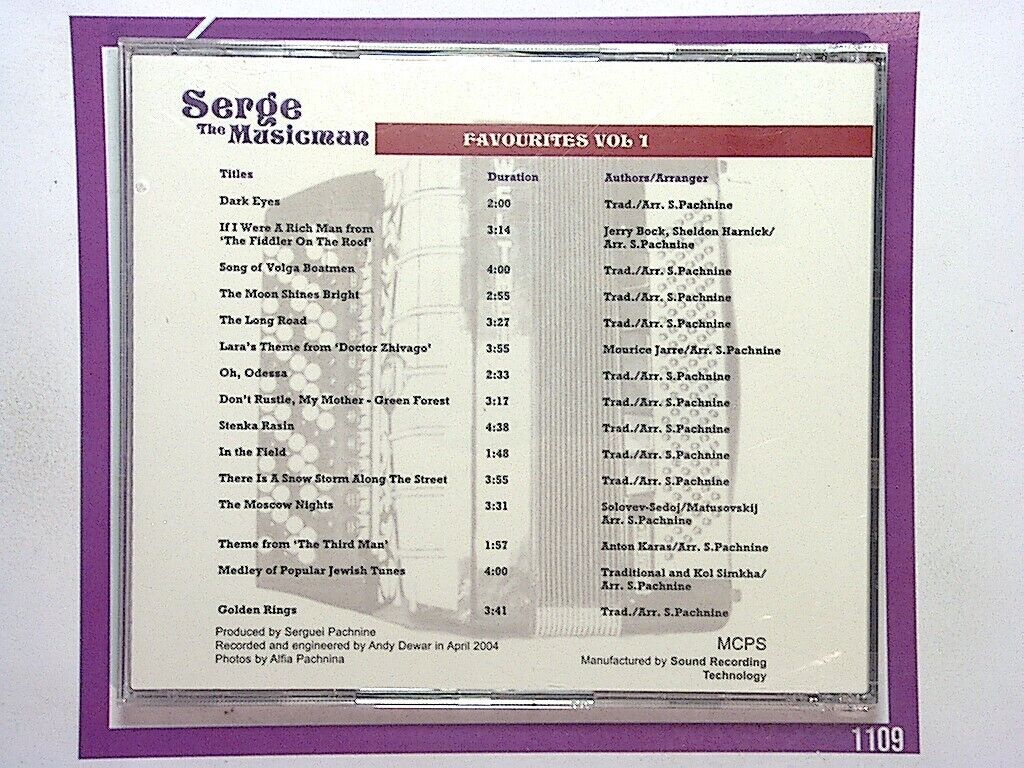 Serge
The Musicman
FAVOURITES VOL 1
Titles Duration Authors/Arranger
Dark Eyes 2:00 Trad./Arr. S.Pachnine
If I Were A Rich Man from 3:14 Jerry Bock, Sheldon Harnick/
'The Fiddler On The Roof' Arr. S.Pachnine
Song of Volga Boatmen 4:00 Trad./Arr. S.Pachnine
The Moon Shines Bright 2:55 Trad./Arr. S.Pachnine
The Long Road 3:27 Trad./Arr. S.Pachnine
Lara's Theme from 'Doctor Zhivago' 3:55 Mourice Jarre/Arr. S.Pachnine
Oh, Odessa 2:33 Trad./Arr. S.Pachnine
Don't Rustle, My Mother - Green Forest 3:17 Trad./Arr. S.Pachnine
Stenka Rasin 4:38 Trad./Arr. S.Pachnine
In the Field 1:48 Trad./Arr. S.Pachnine
There Is A Snow Storm Along The Street 3:55 Trad./Arr. S.Pachnine
The Moscow Nights 3:31 Solovev-Sedoj/Matusovskij
Arr. S.Pachnine
Theme from 'The Third Man' 1:57 Anton Karas/Arr. S.Pachnine
Medley of Popular Jewish Tunes 4:00 Traditional and Kol Simkha/
Arr. S.Pachnine
Golden Rings 3:41 Trad./Arr. S.Pachnine
Produced by Serguei Pachnine
Recorded and engineered by Andy Dewar in April 2004
Photos by Alfia Pachnina
MCPS
Manufactured by Sound Recording
Technology
1109